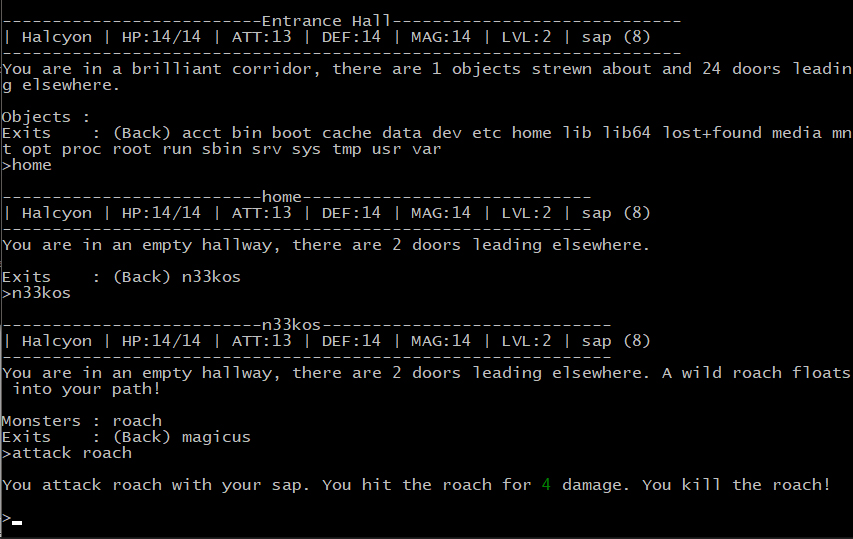 --------------------------Entrance Hall-----------------------------
| Halcyon | HP:14/14 | ATT:13 | DEF:14 | MAG:14 | LVL:2 | sap (8)
--------------------------------------------------------------------
You are in a brilliant corridor, there are 1 objects strewn about and 24 doors leadin
g elsewhere.
Objects :
Exits    : (Back) acct bin boot cache data dev etc home lib lib64 lost+found media mn
t opt proc root run sbin srv sys tmp usr var
>home
--------------------------home-----------------------------
| Halcyon | HP:14/14 | ATT:13 | DEF:14 | MAG:14 | LVL:2 | sap (8)
-----------------------------------------------------------
You are in an empty hallway, there are 2 doors leading elsewhere.
Exits    : (Back) n33kos
>n33kos
--------------------------n33kos-----------------------------
| Halcyon | HP:14/14 | ATT:13 | DEF:14 | MAG:14 | LVL:2 | sap (8)
-------------------------------------------------------------
You are in an empty hallway, there are 2 doors leading elsewhere. A wild roach floats
 into your path!
Monsters : roach
Exits    : (Back) magicus
>attack roach
You attack roach with your sap. You hit the roach for 4 damage. You kill the roach!
>_